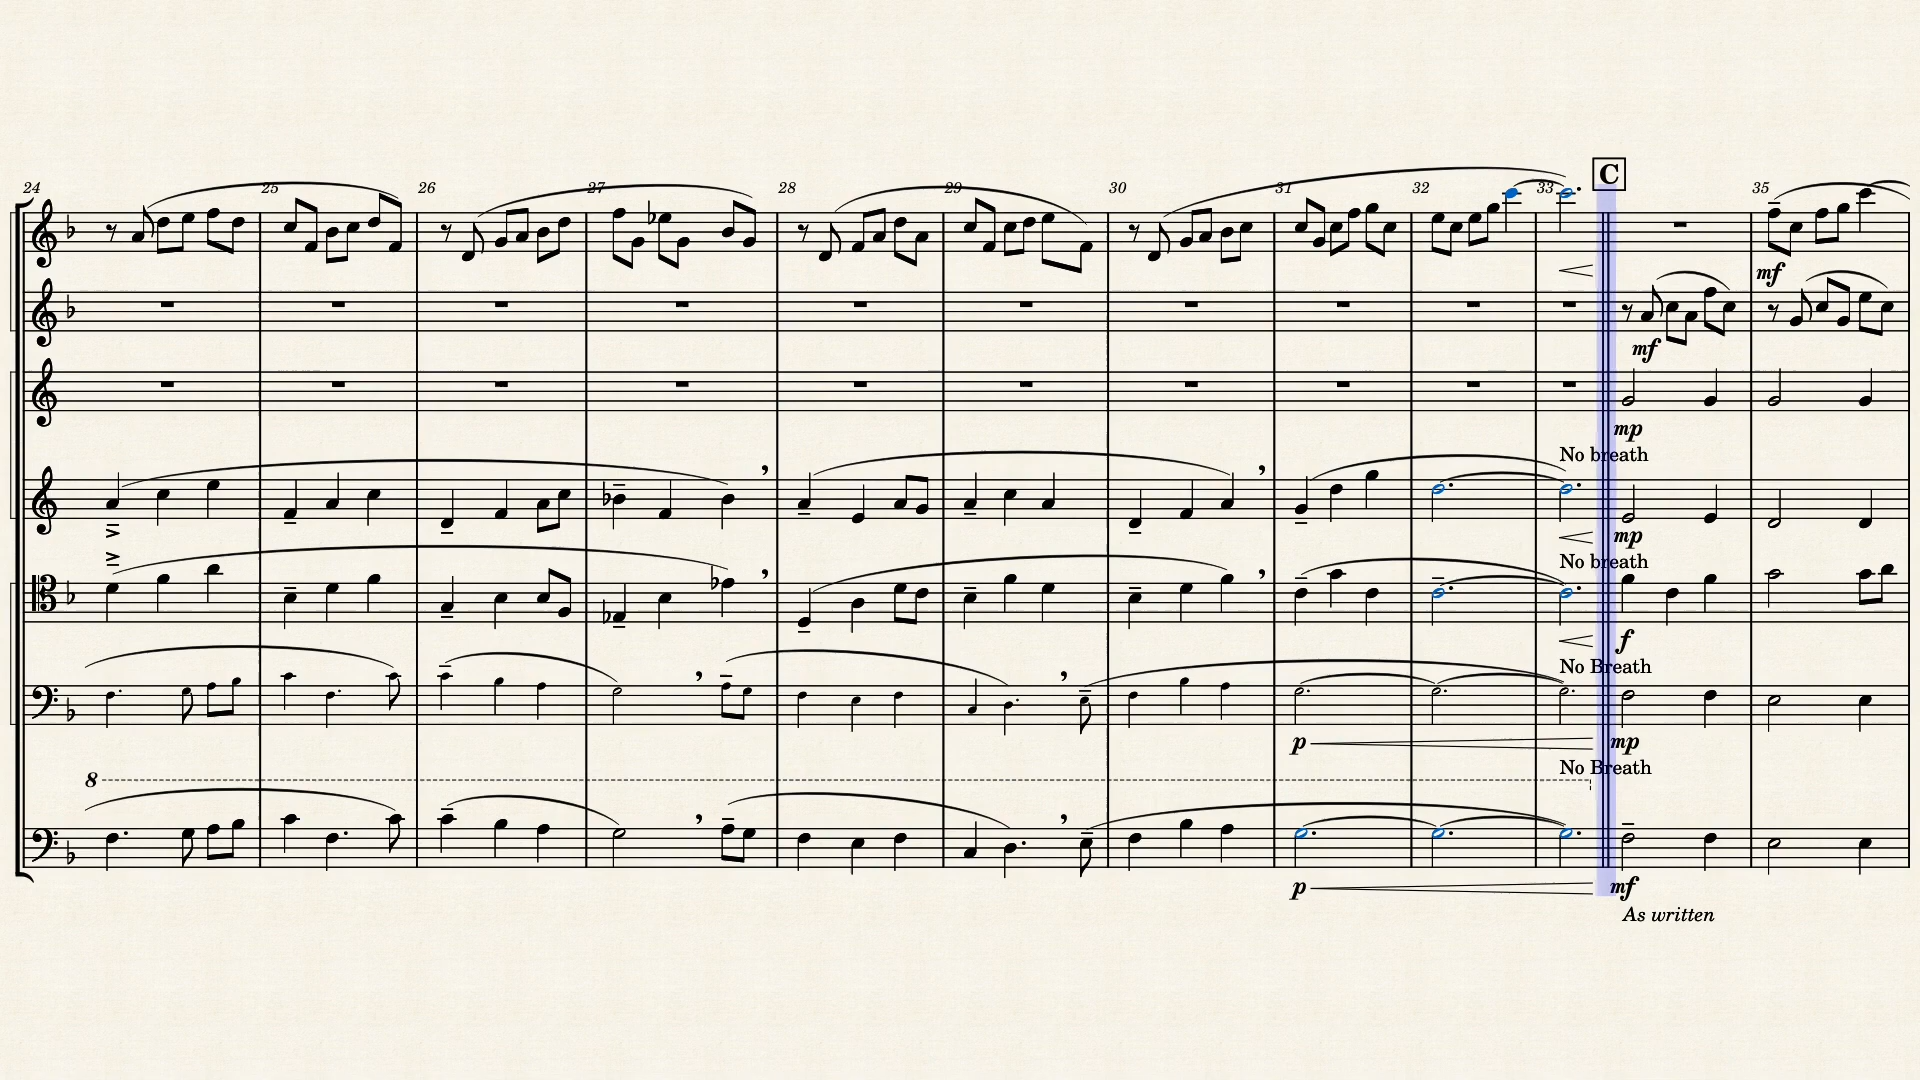 C
24 25 26 27 28 29 30 31 32 33 35
mf
mf
mp
No breath
mp
No breath
f
No Breath
p mp
No Breath
8
p mf
As written